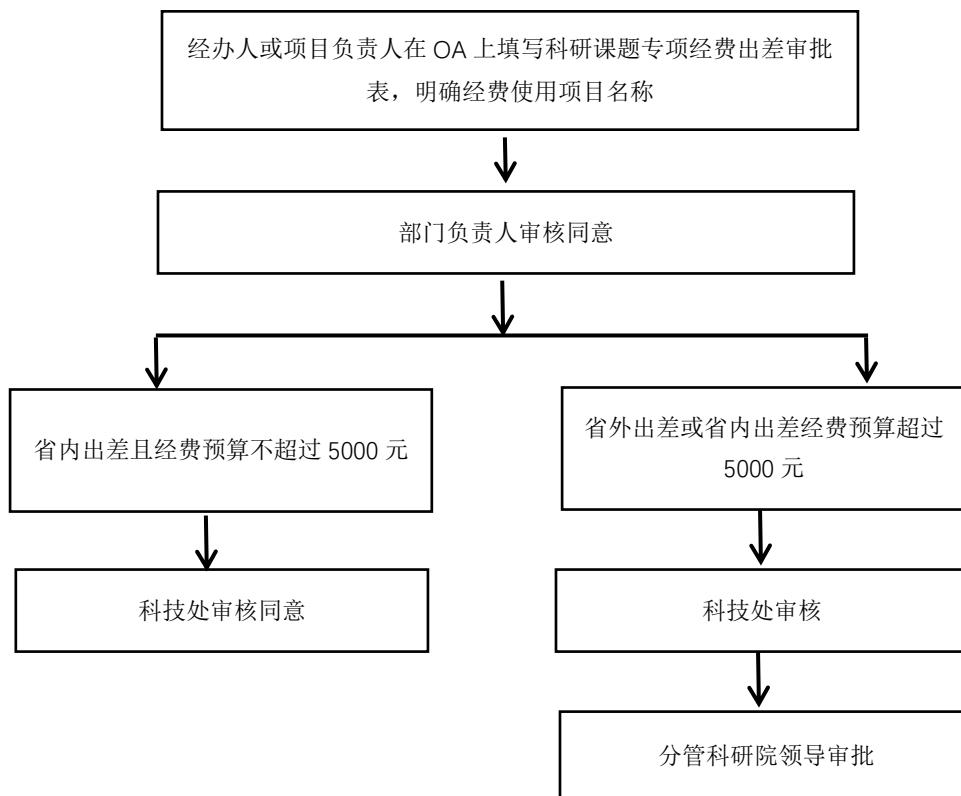 经办人或项目负责人在 OA 上填写科研课题专项经费出差审批
表，明确经费使用项目名称
部门负责人审核同意
省内出差且经费预算不超过 5000 元
省外出差或省内出差经费预算超过
5000 元
科技处审核同意
科技处审核
分管科研院领导审批